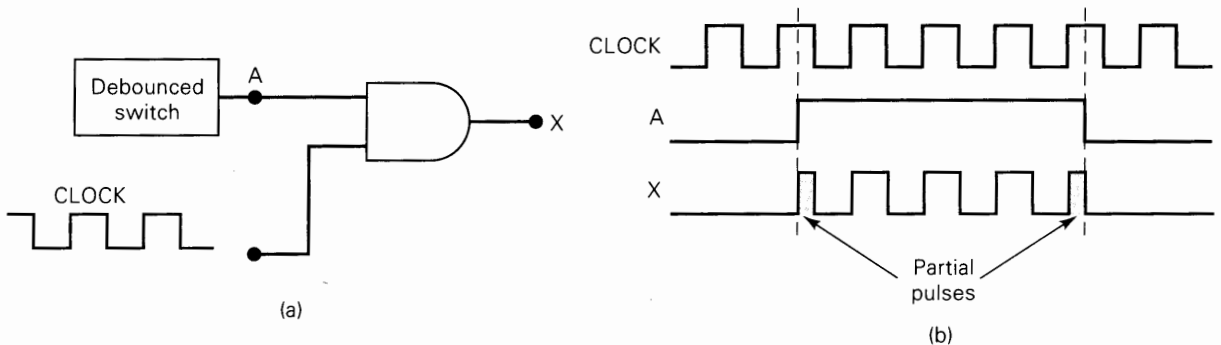 Debounced
switch
A
X
CLOCK
(a)
CLOCK
A
X
Partial
pulses
(b)